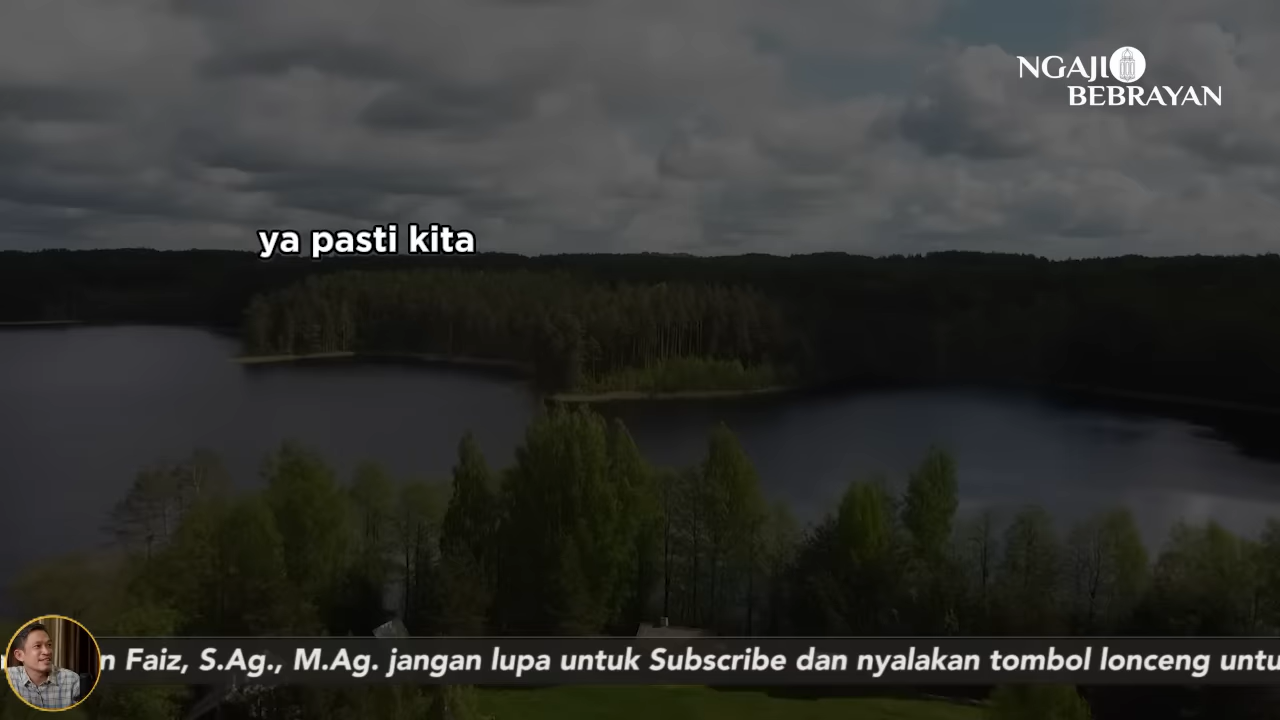 NGAJI
BEBRAYAN
ya pasti kita
n Faiz, S.Ag., M.Ag. jangan lupa untuk Subscribe dan nyalakan tombol lonceng untu